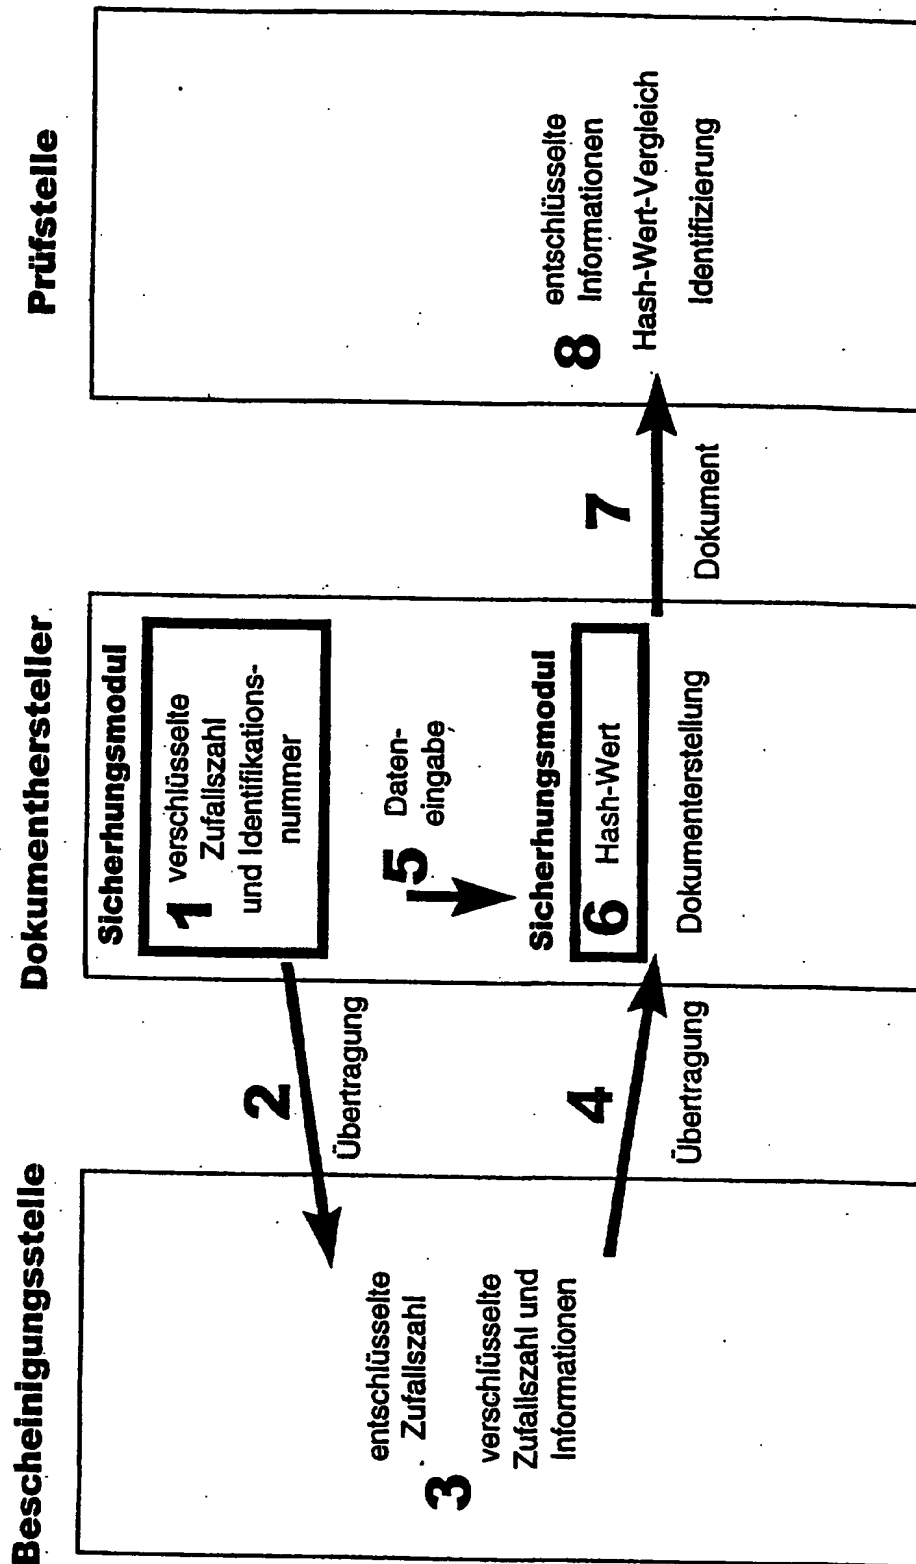 Bescheinigungsstelle
Dokumenthersteller
Prüfstelle
Sicherhungsmodul
1 verschlüsselte
Zufallszahl
und Identifikations-
nummer
2
Übertragung
entschlüsselte
Zufallszahl
3 verschlüsselte
Zufallszahl und
Informationen
4
Übertragung
5 Daten-
eingabe
Sicherhungsmodul
6 Hash-Wert
Dokumenterstellung
7
Dokument
8 entschlüsselte
Informationen
Hash-Wert-Vergleich
Identifizierung